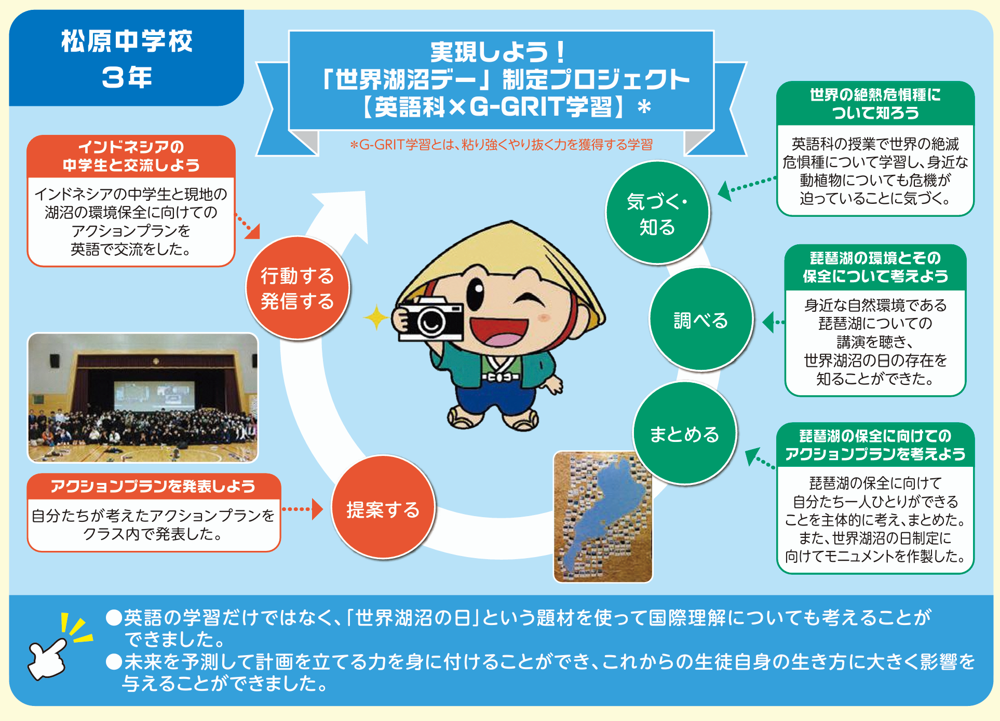 松原中学校
3年
実現しよう！
「世界湖沼デー」制定プロジェクト
【英語科×G-GRIT学習】＊
＊G-GRIT学習とは、粘り強くやり抜く力を獲得する学習
世界の絶熱危惧種に
ついて知ろう
英語科の授業で世界の絶滅
危惧種について学習し、身近な
動植物についても危機が
迫っていることに気づく。
気づく・
知る
琵琶湖の環境とその
保全について考えよう
身近な自然環境である
琵琶湖についての
講演を聴き、
世界湖沼の日の存在を
知ることができた。
調べる
琵琶湖の保全に向けての
アクションプランを考えよう
琵琶湖の保全に向けて
自分たち一人ひとりができる
ことを主体的に考え、まとめた。
また、世界湖沼の日制定に
向けてモニュメントを作製した。
まとめる
アクションプランを発表しよう
自分たちが考えたアクションプランを
クラス内で発表した。
提案する
インドネシアの
中学生と交流しよう
インドネシアの中学生と現地の
湖沼の環境保全に向けての
アクションプランを
英語で交流をした。
行動する
発信する
●英語の学習だけではなく、「世界湖沼の日」という題材を使って国際理解についても考えることが
できました。
●未来を予測して計画を立てる力を身に付けることができ、これからの生徒自身の生き方に大きく影響を
与えることができました。